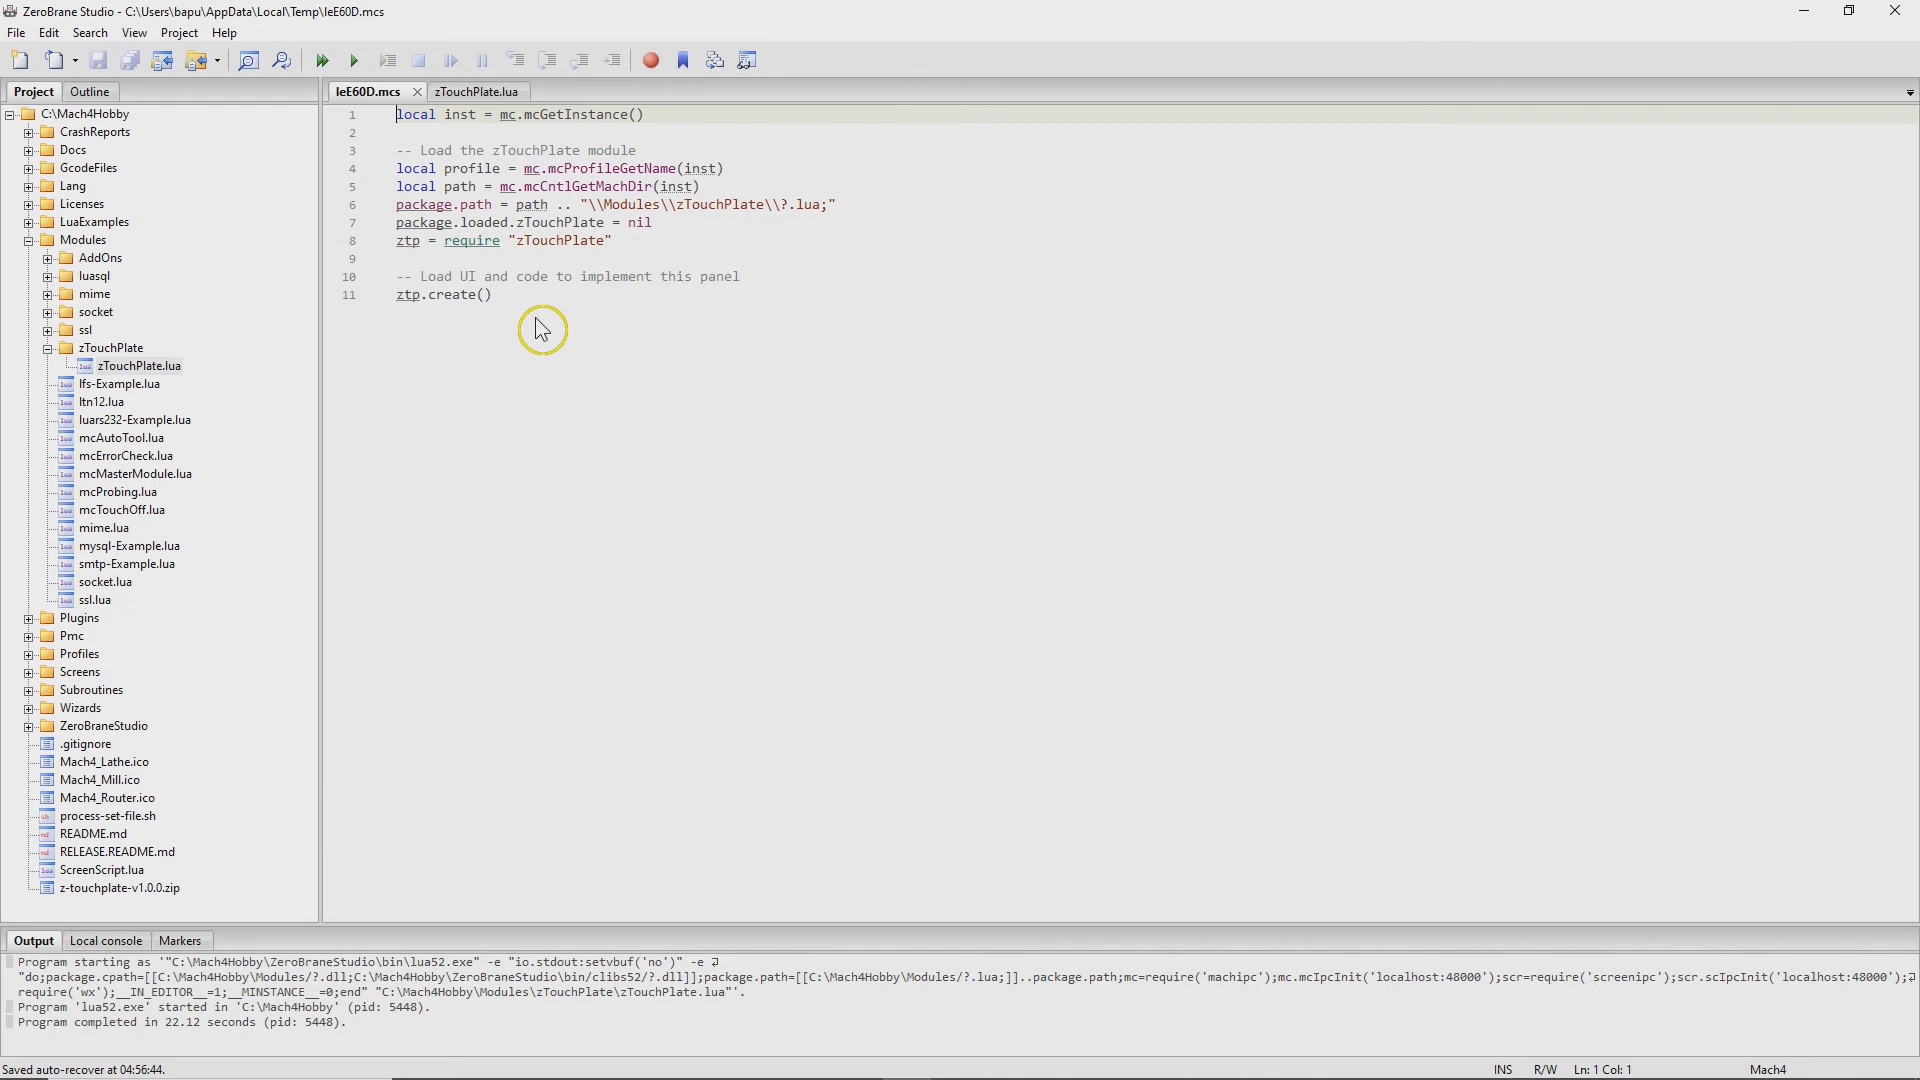 ZeroBrane Studio - C:\Users\bapu\AppData\Local\Temp\leE60D.mcs
File Edit Search View Project Help
Project Outline
C:\Mach4Hobby
CrashReports
Docs
GcodeFiles
Lang
Licenses
LuaExamples
Modules
AddOns
luasql
mime
socket
ssl
zTouchPlate
zTouchPlate.lua
lfs-Example.lua
ltn12.lua
luars232-Example.lua
mcAutoTool.lua
mcErrorCheck.lua
mcMasterModule.lua
mcProbing.lua
mcTouchOff.lua
mime.lua
mysql-Example.lua
smtp-Example.lua
socket.lua
ssl.lua
Plugins
Pmc
Profiles
Screens
Subroutines
Wizards
ZeroBraneStudio
.gitignore
Mach4_Lathe.ico
Mach4_Mill.ico
Mach4_Router.ico
process-set-file.sh
README.md
RELEASE.README.md
ScreenScript.lua
z-touchplate-v1.0.0.zip
leE60D.mcs zTouchPlate.lua
1 local inst = mc.mcGetInstance()
2
3 -- Load the zTouchPlate module
4 local profile = mc.mcProfileGetName(inst)
5 local path = mc.mcCntlGetMachDir(inst)
6 package.path = path .. "\\Modules\\zTouchPlate\\?.lua;"
7 package.loaded.zTouchPlate = nil
8 ztp = require "zTouchPlate"
9
10 -- Load UI and code to implement this panel
11 ztp.create()
Output Local console Markers
Program starting as '"C:\Mach4Hobby\ZeroBraneStudio\bin\lua52.exe" -e "io.stdout:setvbuf('no')" -e
"do;package.cpath=[[C:\Mach4Hobby/Modules/?.dll;C:\Mach4Hobby\ZeroBraneStudio\bin/clibs52/?.dll]];package.path=[[C:\Mach4Hobby\Modules/?.lua;]]..package.path;mc=require('machipc');mc.mcIpcInit('localhost:48000');scr=require('screenipc');scr.scIpcInit('localhost:48000');
require('wx');__IN_EDITOR__=1;__MINSTANCE__=0;end" "C:\Mach4Hobby\Modules\zTouchPlate\zTouchPlate.lua"'.
Program 'lua52.exe' started in 'C:\Mach4Hobby' (pid: 5448).
Program completed in 22.12 seconds (pid: 5448).
Saved auto-recover at 04:56:44. INS R/W Ln: 1 Col: 1 Mach4